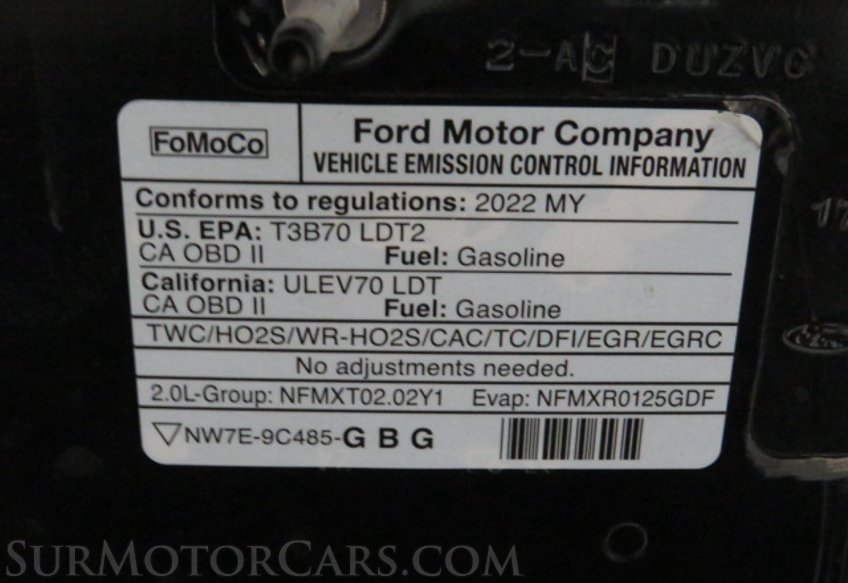 2-AC DUZVC
FoMoCo
Ford Motor Company
VEHICLE EMISSION CONTROL INFORMATION
Conforms to regulations: 2022 MY
U.S. EPA: T3B70 LDT2
CA OBD II Fuel: Gasoline
California: ULEV70 LDT
CA OBD II Fuel: Gasoline
TWC/HO2S/WR-HO2S/CAC/TC/DFI/EGR/EGRC
No adjustments needed.
2.0L-Group: NFMXT02.02Y1 Evap: NFMXR0125GDF
NW7E-9C485-G B G
17
SURMOTORCARS.COM